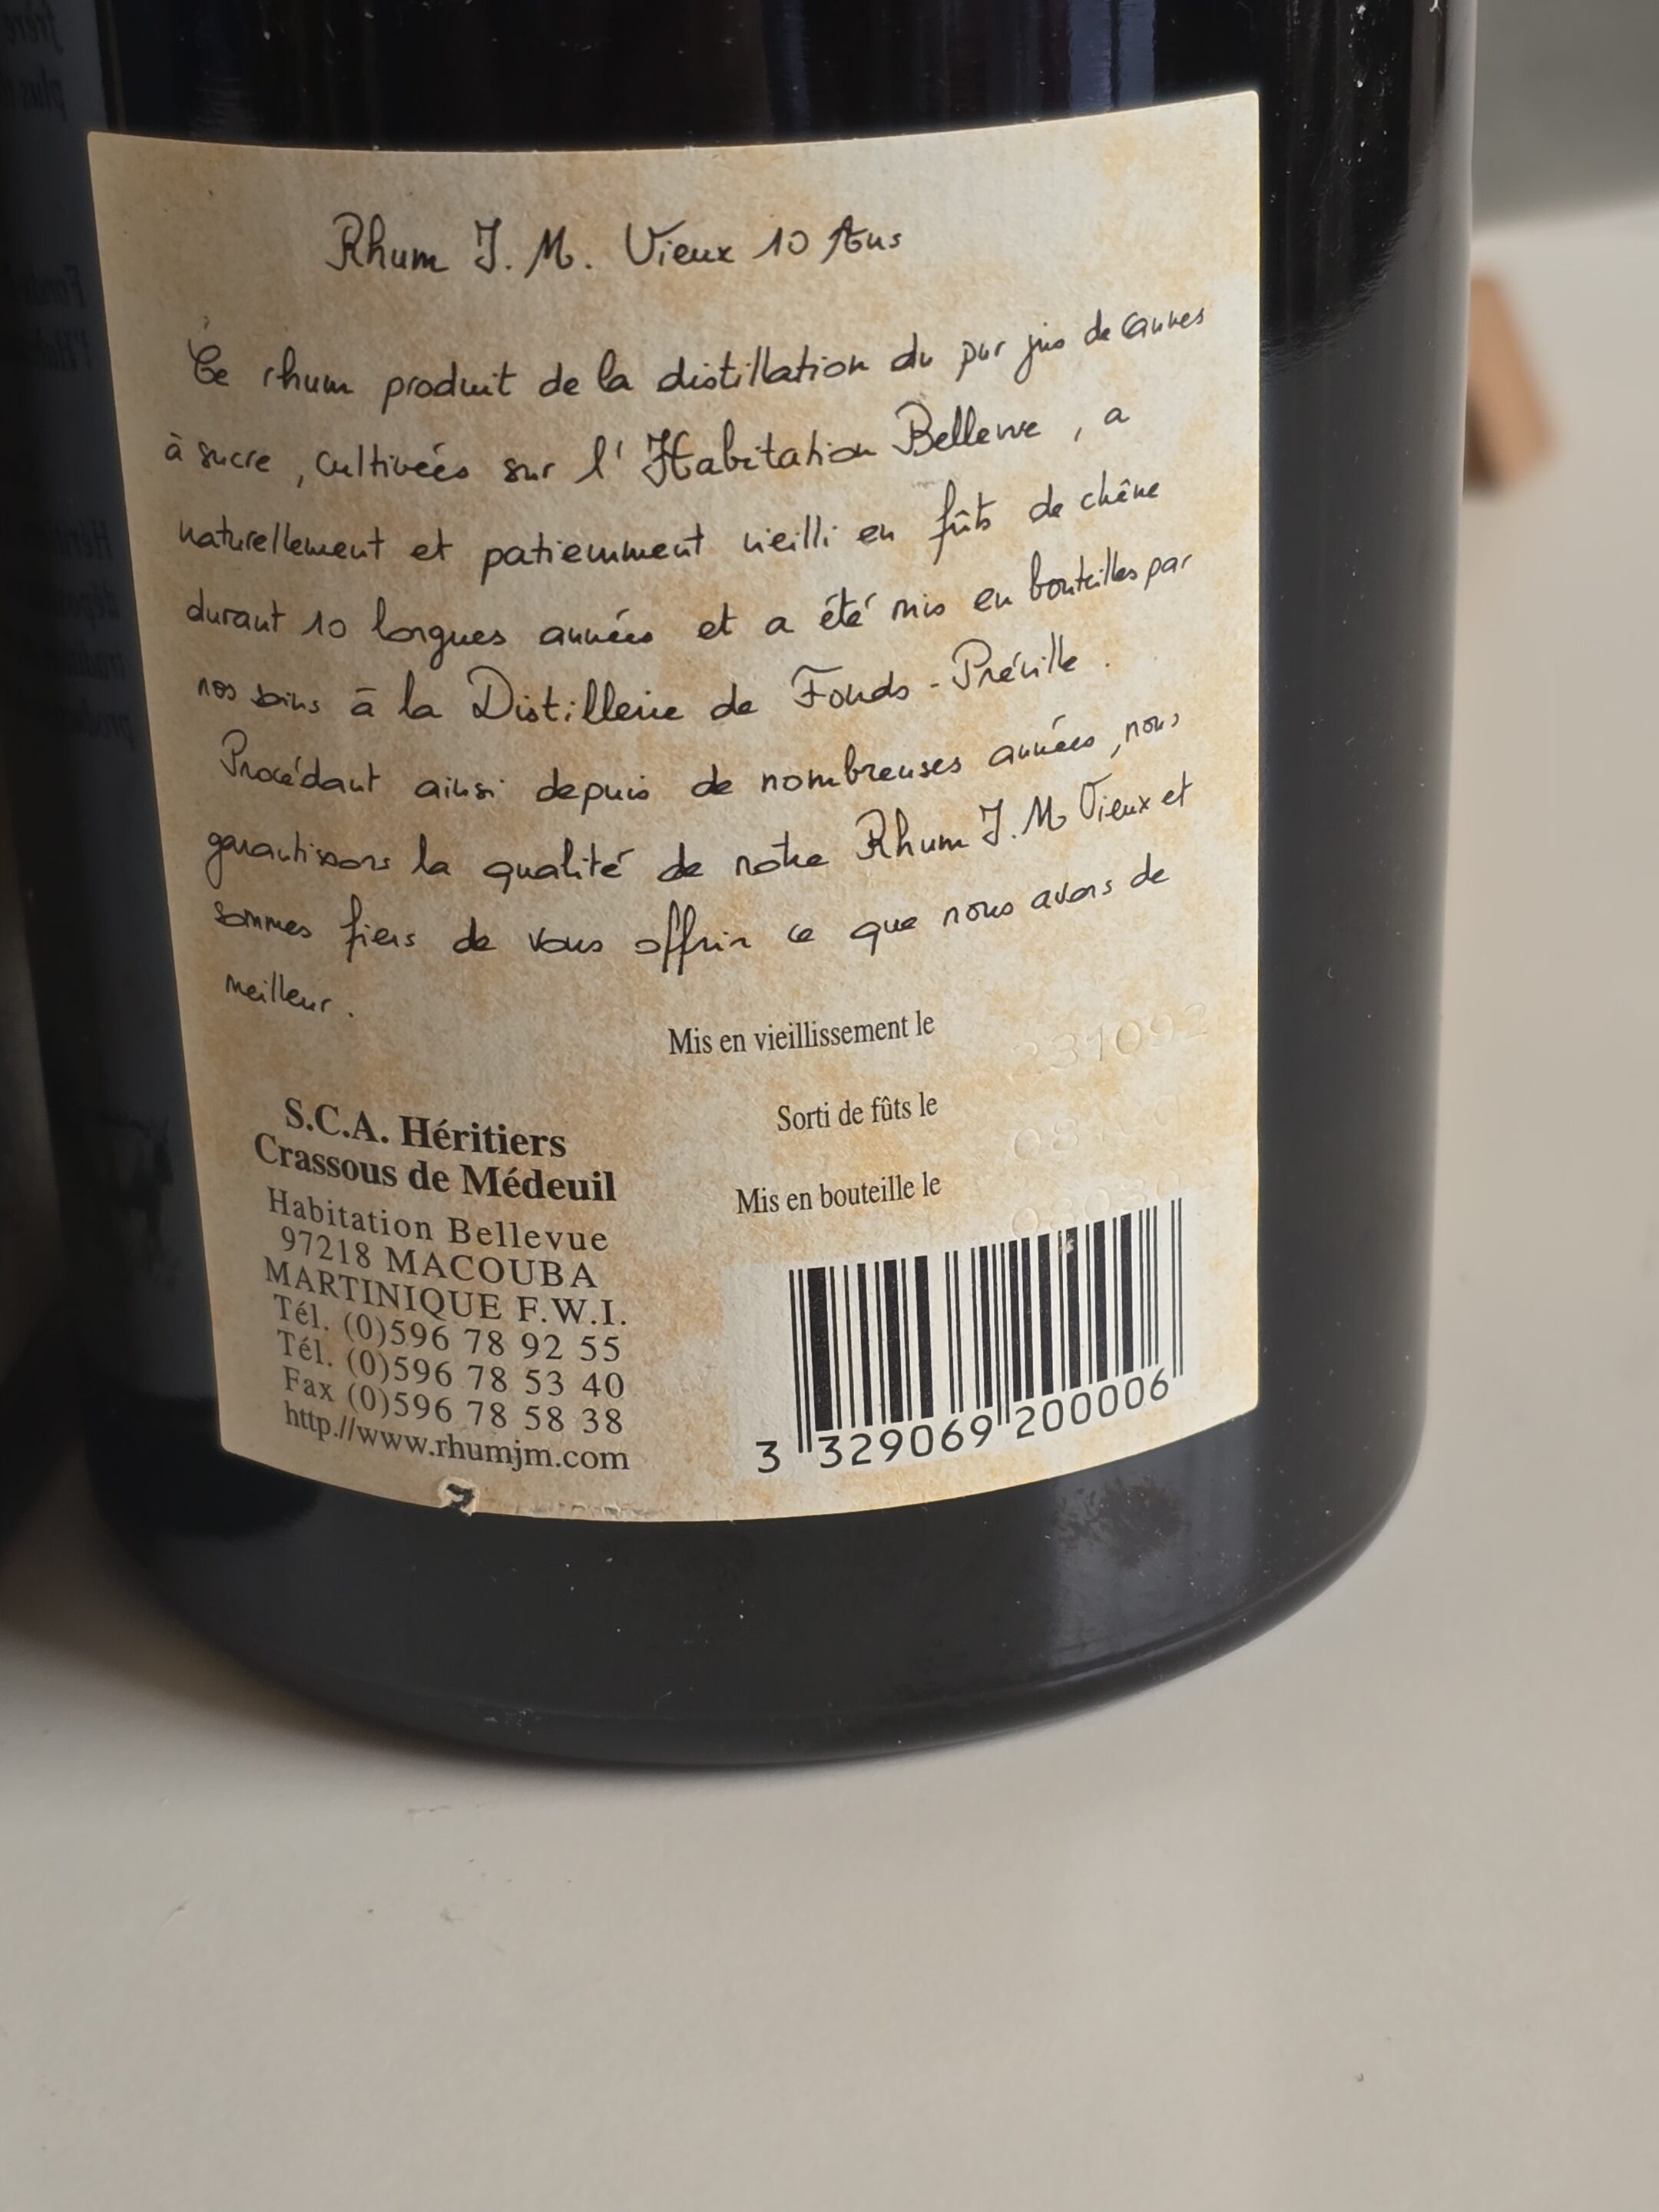 Rhum J.M. Vieux 10 Ans
Ce rhum produit de la distillation du pur jus de cannes
à sucre, cultivées sur l'Habitation Bellevue, a
naturellement et patiemment vieilli en fûts de chêne
durant 10 longues années et a été mis en bouteilles par
nos soins à la Distillerie de Fonds-Préville.
Procédant ainsi depuis de nombreuses années, nous
garantissons la qualité de notre Rhum J.M Vieux et
sommes fiers de vous offrir ce que nous avons de
meilleur.
Mis en vieillissement le 231092
Sorti de fûts le
Mis en bouteille le
S.C.A. Héritiers
Crassous de Médeuil
Habitation Bellevue
97218 MACOUBA
MARTINIQUE F.W.I.
Tél. (0)596 78 92 55
Tél. (0)596 78 53 40
Fax (0)596 78 58 38
http.//www.rhumjm.com
3 329069 200006